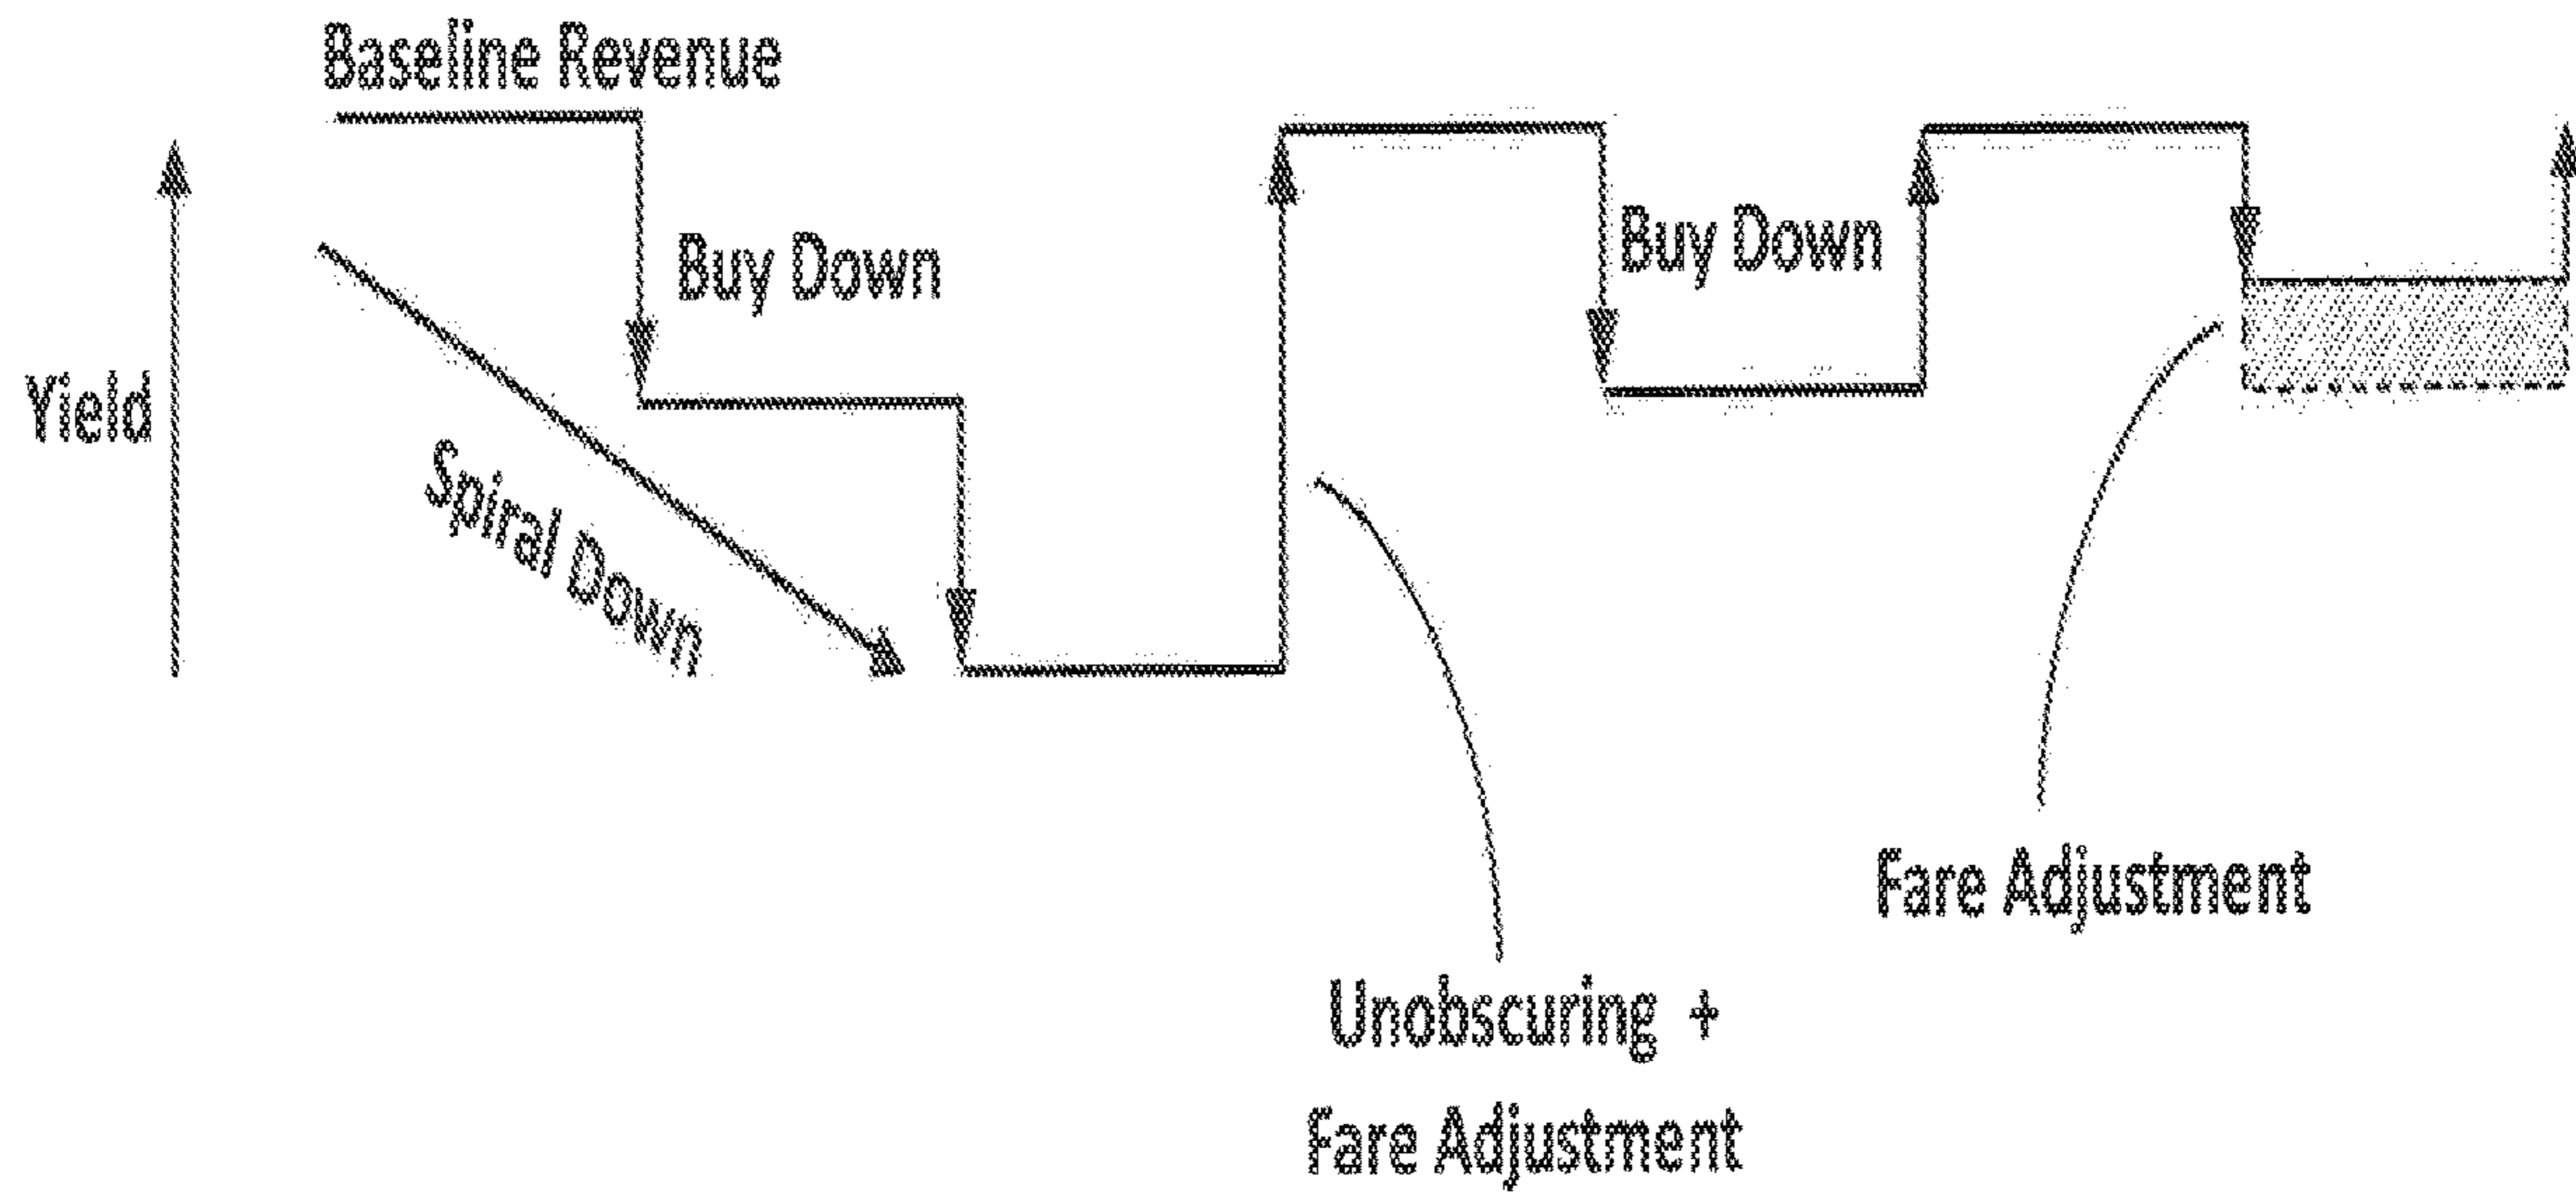 Baseline Revenue
Buy Down
Buy Down
Yield
Spiral Down
Fare Adjustment
Unobscuring +
Fare Adjustment